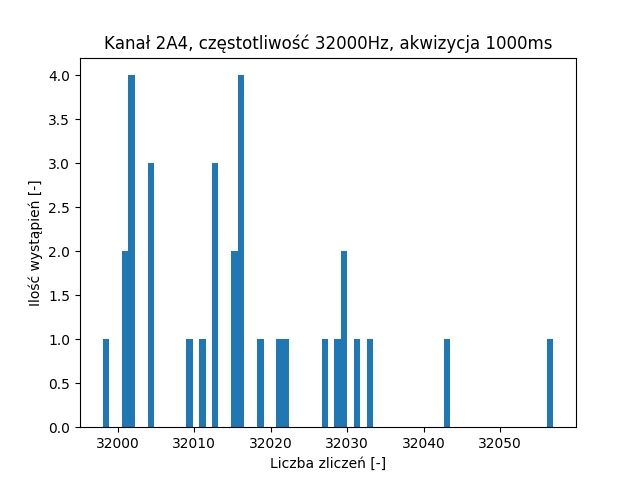 Kanał 2A4, częstotliwość 32000Hz, akwizycja 1000ms
4.0
3.5
3.0
2.5
2.0
1.5
1.0
0.5
0.0
Ilość wystąpień [-]
32000 32010 32020 32030 32040 32050
Liczba zliczeń [-]